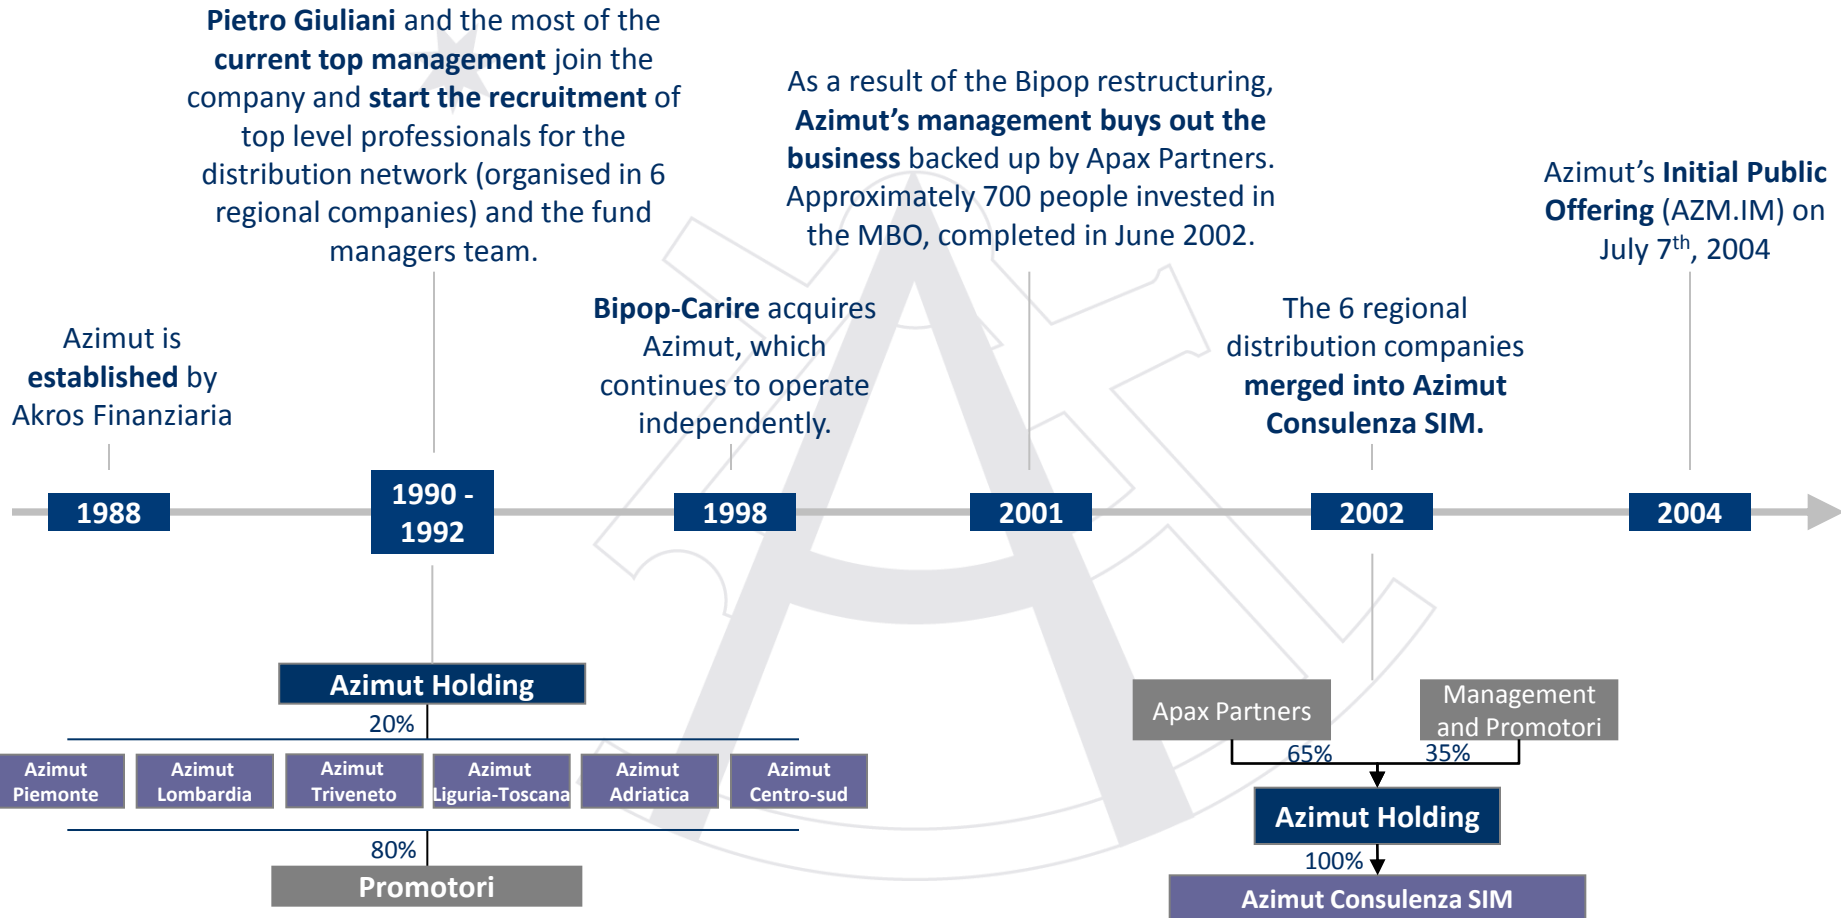 Pietro Giuliani and the most of the
current top management join the
company and start the recruitment of
top level professionals for the
distribution network (organised in 6
regional companies) and the fund
managers team.
As a result of the Bipop restructuring,
Azimut's management buys out the
business backed up by Apax Partners.
Approximately 700 people invested in
the MBO, completed in June 2002.
Azimut's Initial Public
Offering (AZM.IM) on
July 7th, 2004
Azimut is
established by
Akros Finanziaria
Bipop-Carire acquires
Azimut, which
continues to operate
independently.
The 6 regional
distribution companies
merged into Azimut
Consulenza SIM.
1988
1990 -
1992
1998
2001
2002
2004
Azimut Holding
20%
Azimut
Piemonte
Azimut
Lombardia
Azimut
Triveneto
Azimut
Liguria-Toscana
Azimut
Adriatica
Azimut
Centro-sud
80%
Promotori
Apax Partners
Management
and Promotori
65%
35%
Azimut Holding
100%
Azimut Consulenza SIM